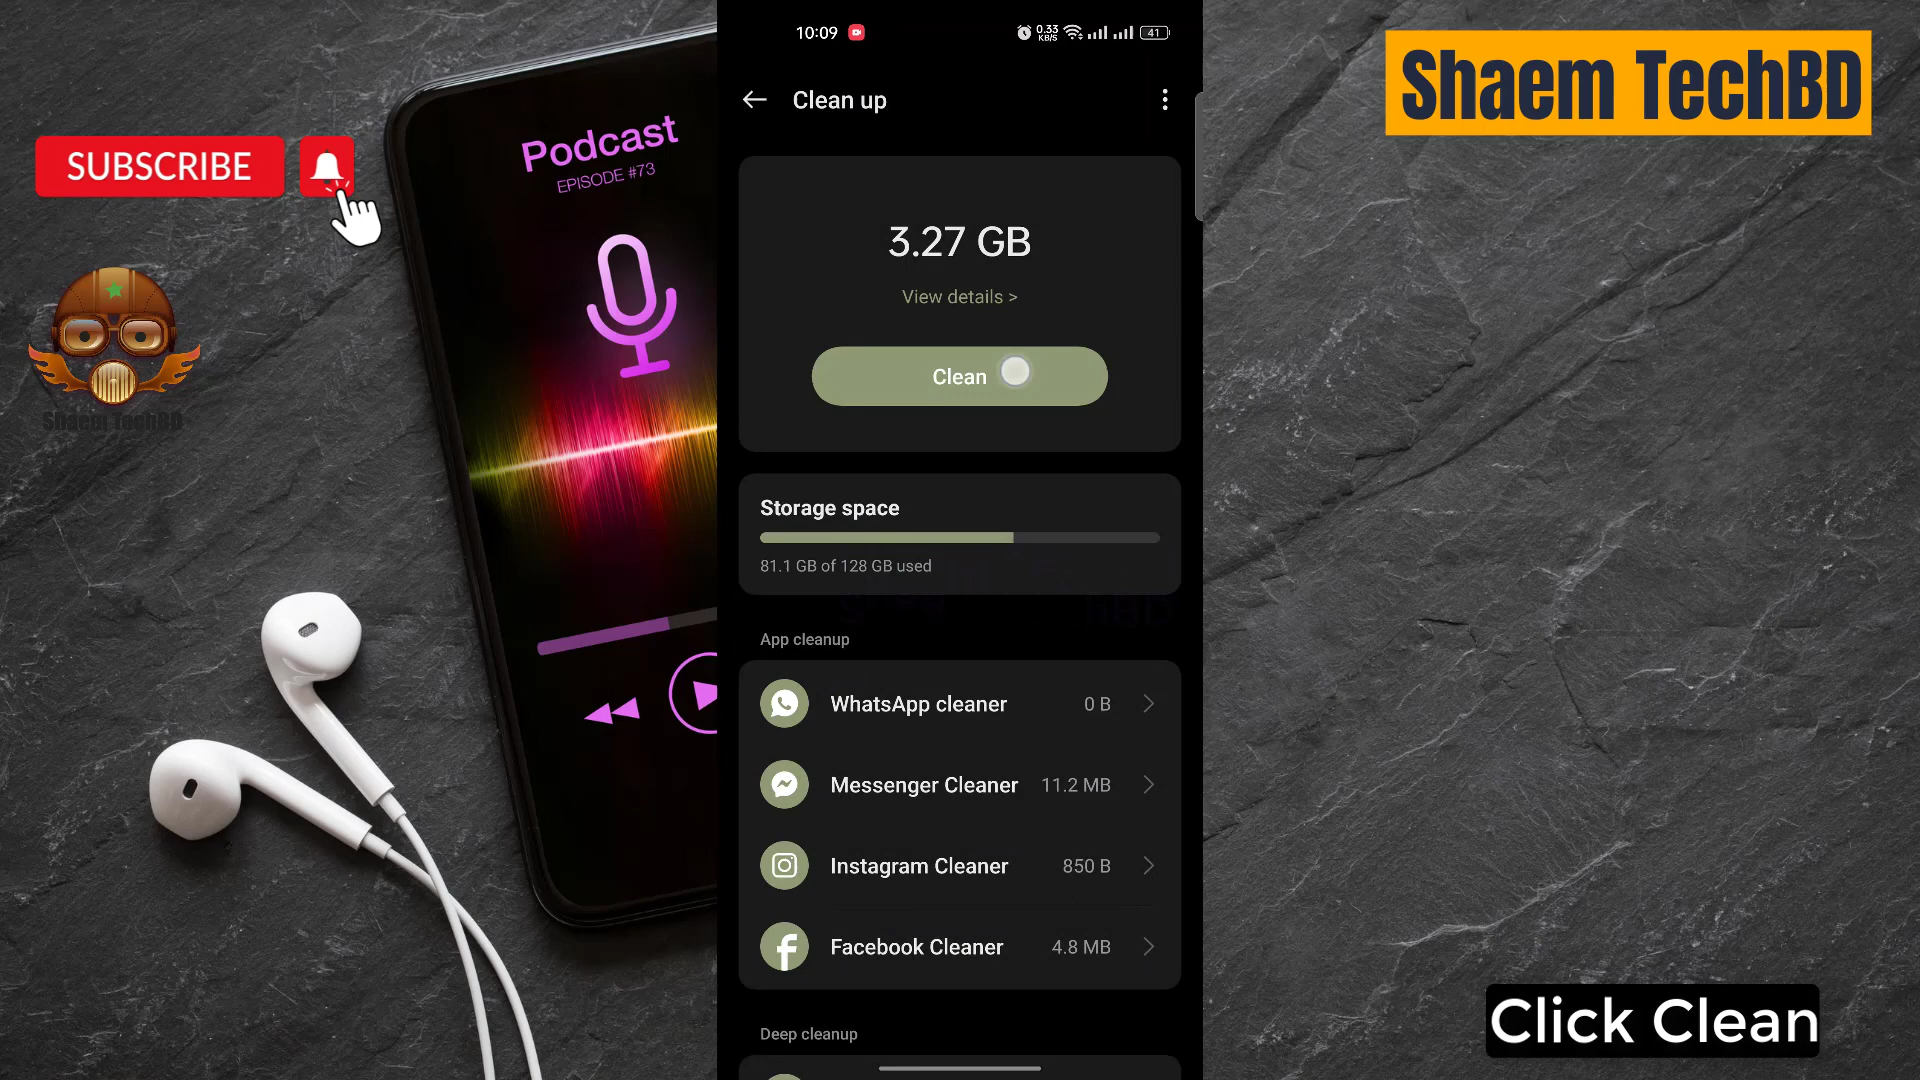 10:09
0.33
KB/S
41
Shaem TechBD
Clean up
Podcast
EPISODE #73
SUBSCRIBE
3.27 GB
View details >
Clean
Shaem TechBD
Storage space
81.1 GB of 128 GB used
App cleanup
WhatsApp cleaner
0 B
Messenger Cleaner
11.2 MB
Instagram Cleaner
850 B
Facebook Cleaner
4.8 MB
Deep cleanup
Click Clean